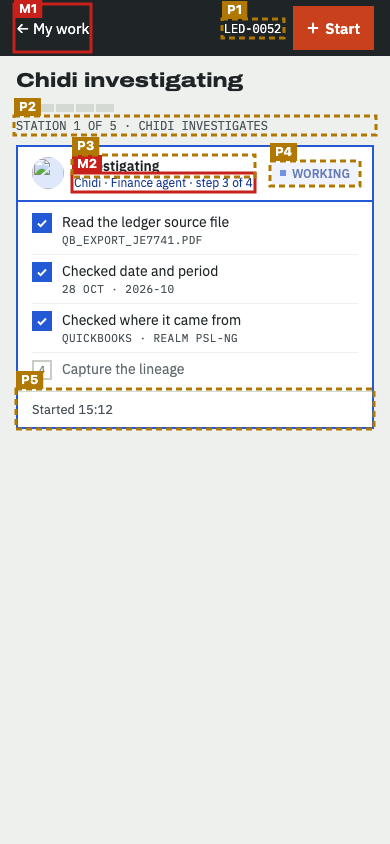 M1
P1
← My work
LED-0052
+ Start
Chidi investigating
P2
STATION 1 OF 5 · CHIDI INVESTIGATES
P3
P4
stigating
M2
Chidi · Finance agent · step 3 of 4
WORKING
Read the ledger source file
QB_EXPORT_JE7741.PDF
Checked date and period
28 OCT · 2026-10
Checked where it came from
QUICKBOOKS · REALM PSL-NG
4 Capture the lineage
P5
Started 15:12